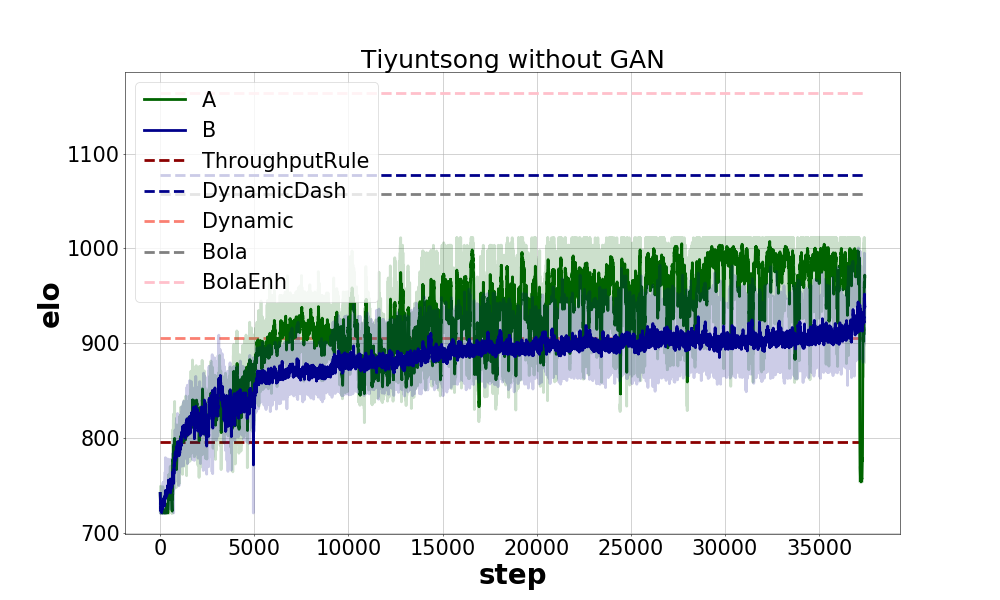 Tiyuntsong without GAN
A
B
ThroughputRule
DynamicDash
Dynamic
Bola
BolaEnh
elo
1100
1000
900
800
700
0 5000 10000 15000 20000 25000 30000 35000
step